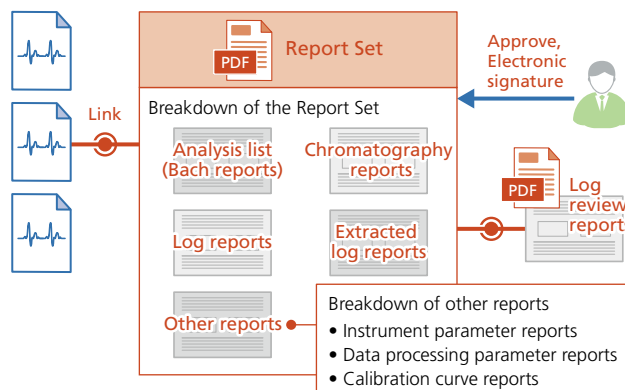 PDF
Report Set
Approve,
Electronic
signature
Link
Breakdown of the Report Set
Analysis list
(Bach reports)
Chromatography
reports
PDF
Log
review
reports
Log reports
Extracted
log reports
Other reports
Breakdown of other reports
• Instrument parameter reports
• Data processing parameter reports
• Calibration curve reports